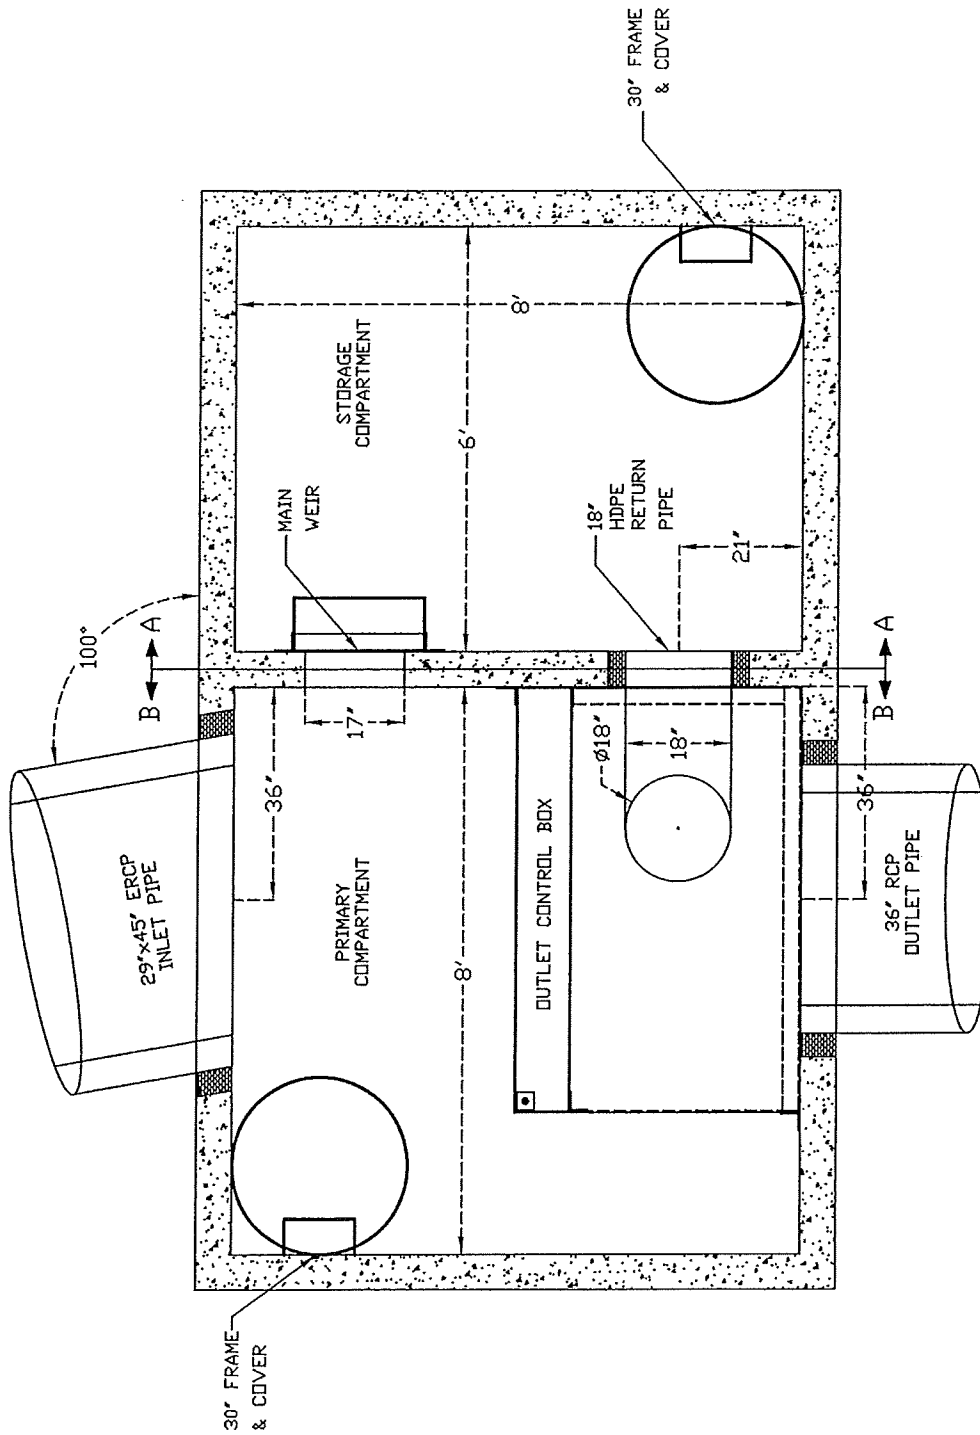 30" FRAME
& COVER
29"x45" ERCP
INLET PIPE
100°
B A
36"
17"
MAIN
WEIR
STORAGE
COMPARTMENT
8'
6'
PRIMARY
COMPARTMENT
8'
OUTLET CONTROL BOX
Ø18"
18"
18"
HDPE
RETURN
PIPE
21"
B A
36"
36" RCP
OUTLET PIPE
30" FRAME
& COVER